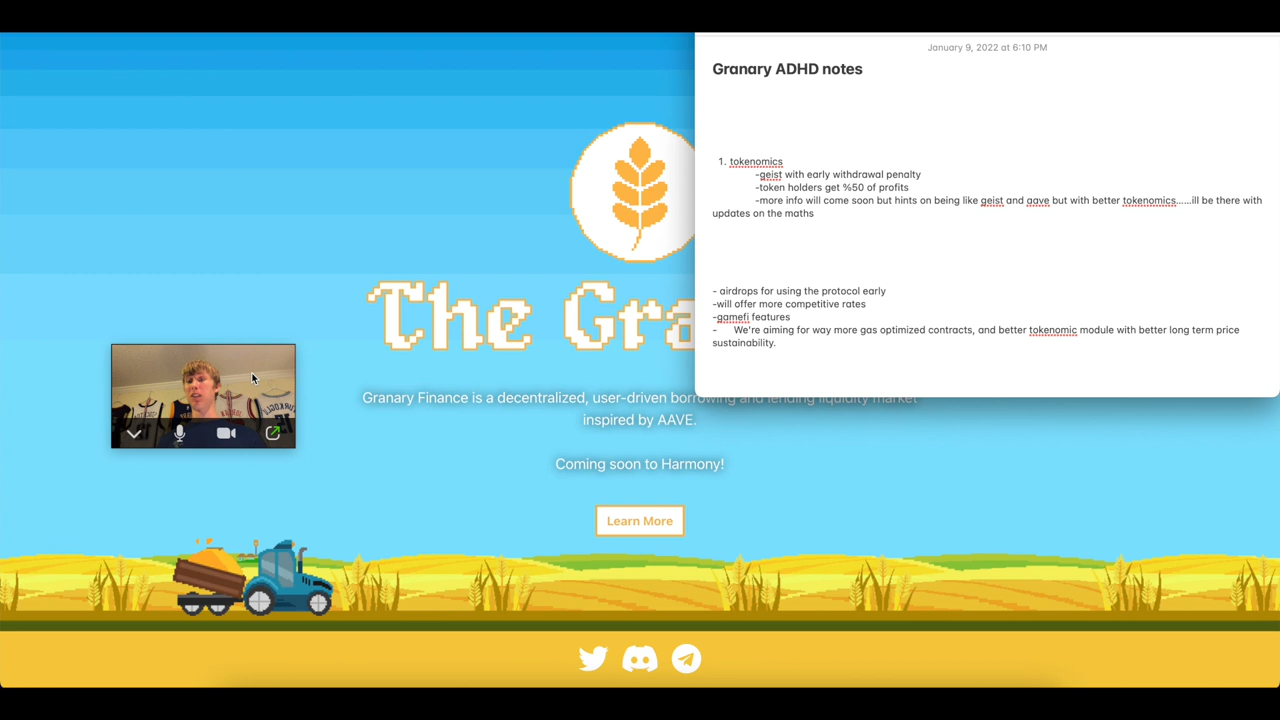 January 9, 2022 at 6:10 PM
Granary ADHD notes
1. tokenomics
-geist with early withdrawal penalty
-token holders get %50 of profits
-more info will come soon but hints on being like geist and aave but with better tokenomics......ill be there with
updates on the maths
- airdrops for using the protocol early
-will offer more competitive rates
-gamefi features
- We're aiming for way more gas optimized contracts, and better tokenomic module with better long term price
sustainability.
The Gra
Granary Finance is a decentralized, user-driven borrowing and lending liquidity market
inspired by AAVE.
Coming soon to Harmony!
Learn More